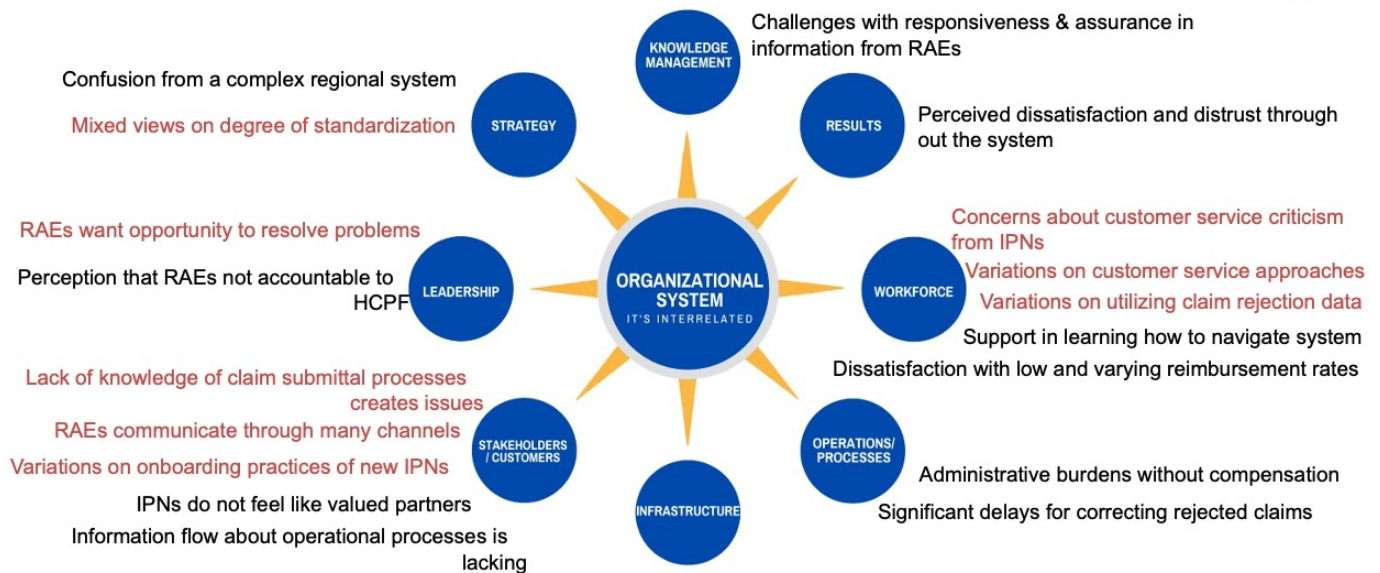 KNOWLEDGE
MANAGEMENT
Challenges with responsiveness & assurance in
information from RAEs
Confusion from a complex regional system
Mixed views on degree of standardization
STRATEGY
RESULTS
Perceived dissatisfaction and distrust through
out the system
RAEs want opportunity to resolve problems
Perception that RAEs not accountable to
HCPF
LEADERSHIP
ORGANIZATIONAL
SYSTEM
IT'S INTERRELATED
WORKFORCE
Concerns about customer service criticism
from IPNs
Variations on customer service approaches
Variations on utilizing claim rejection data
Support in learning how to navigate system
Dissatisfaction with low and varying reimbursement rates
Lack of knowledge of claim submittal processes
creates issues
RAEs communicate through many channels
Variations on onboarding practices of new IPNs
IPNs do not feel like valued partners
Information flow about operational processes is
lacking
STAKEHOLDERS
/ CUSTOMERS
INFRASTRUCTURE
OPERATIONS/
PROCESSES
Administrative burdens without compensation
Significant delays for correcting rejected claims